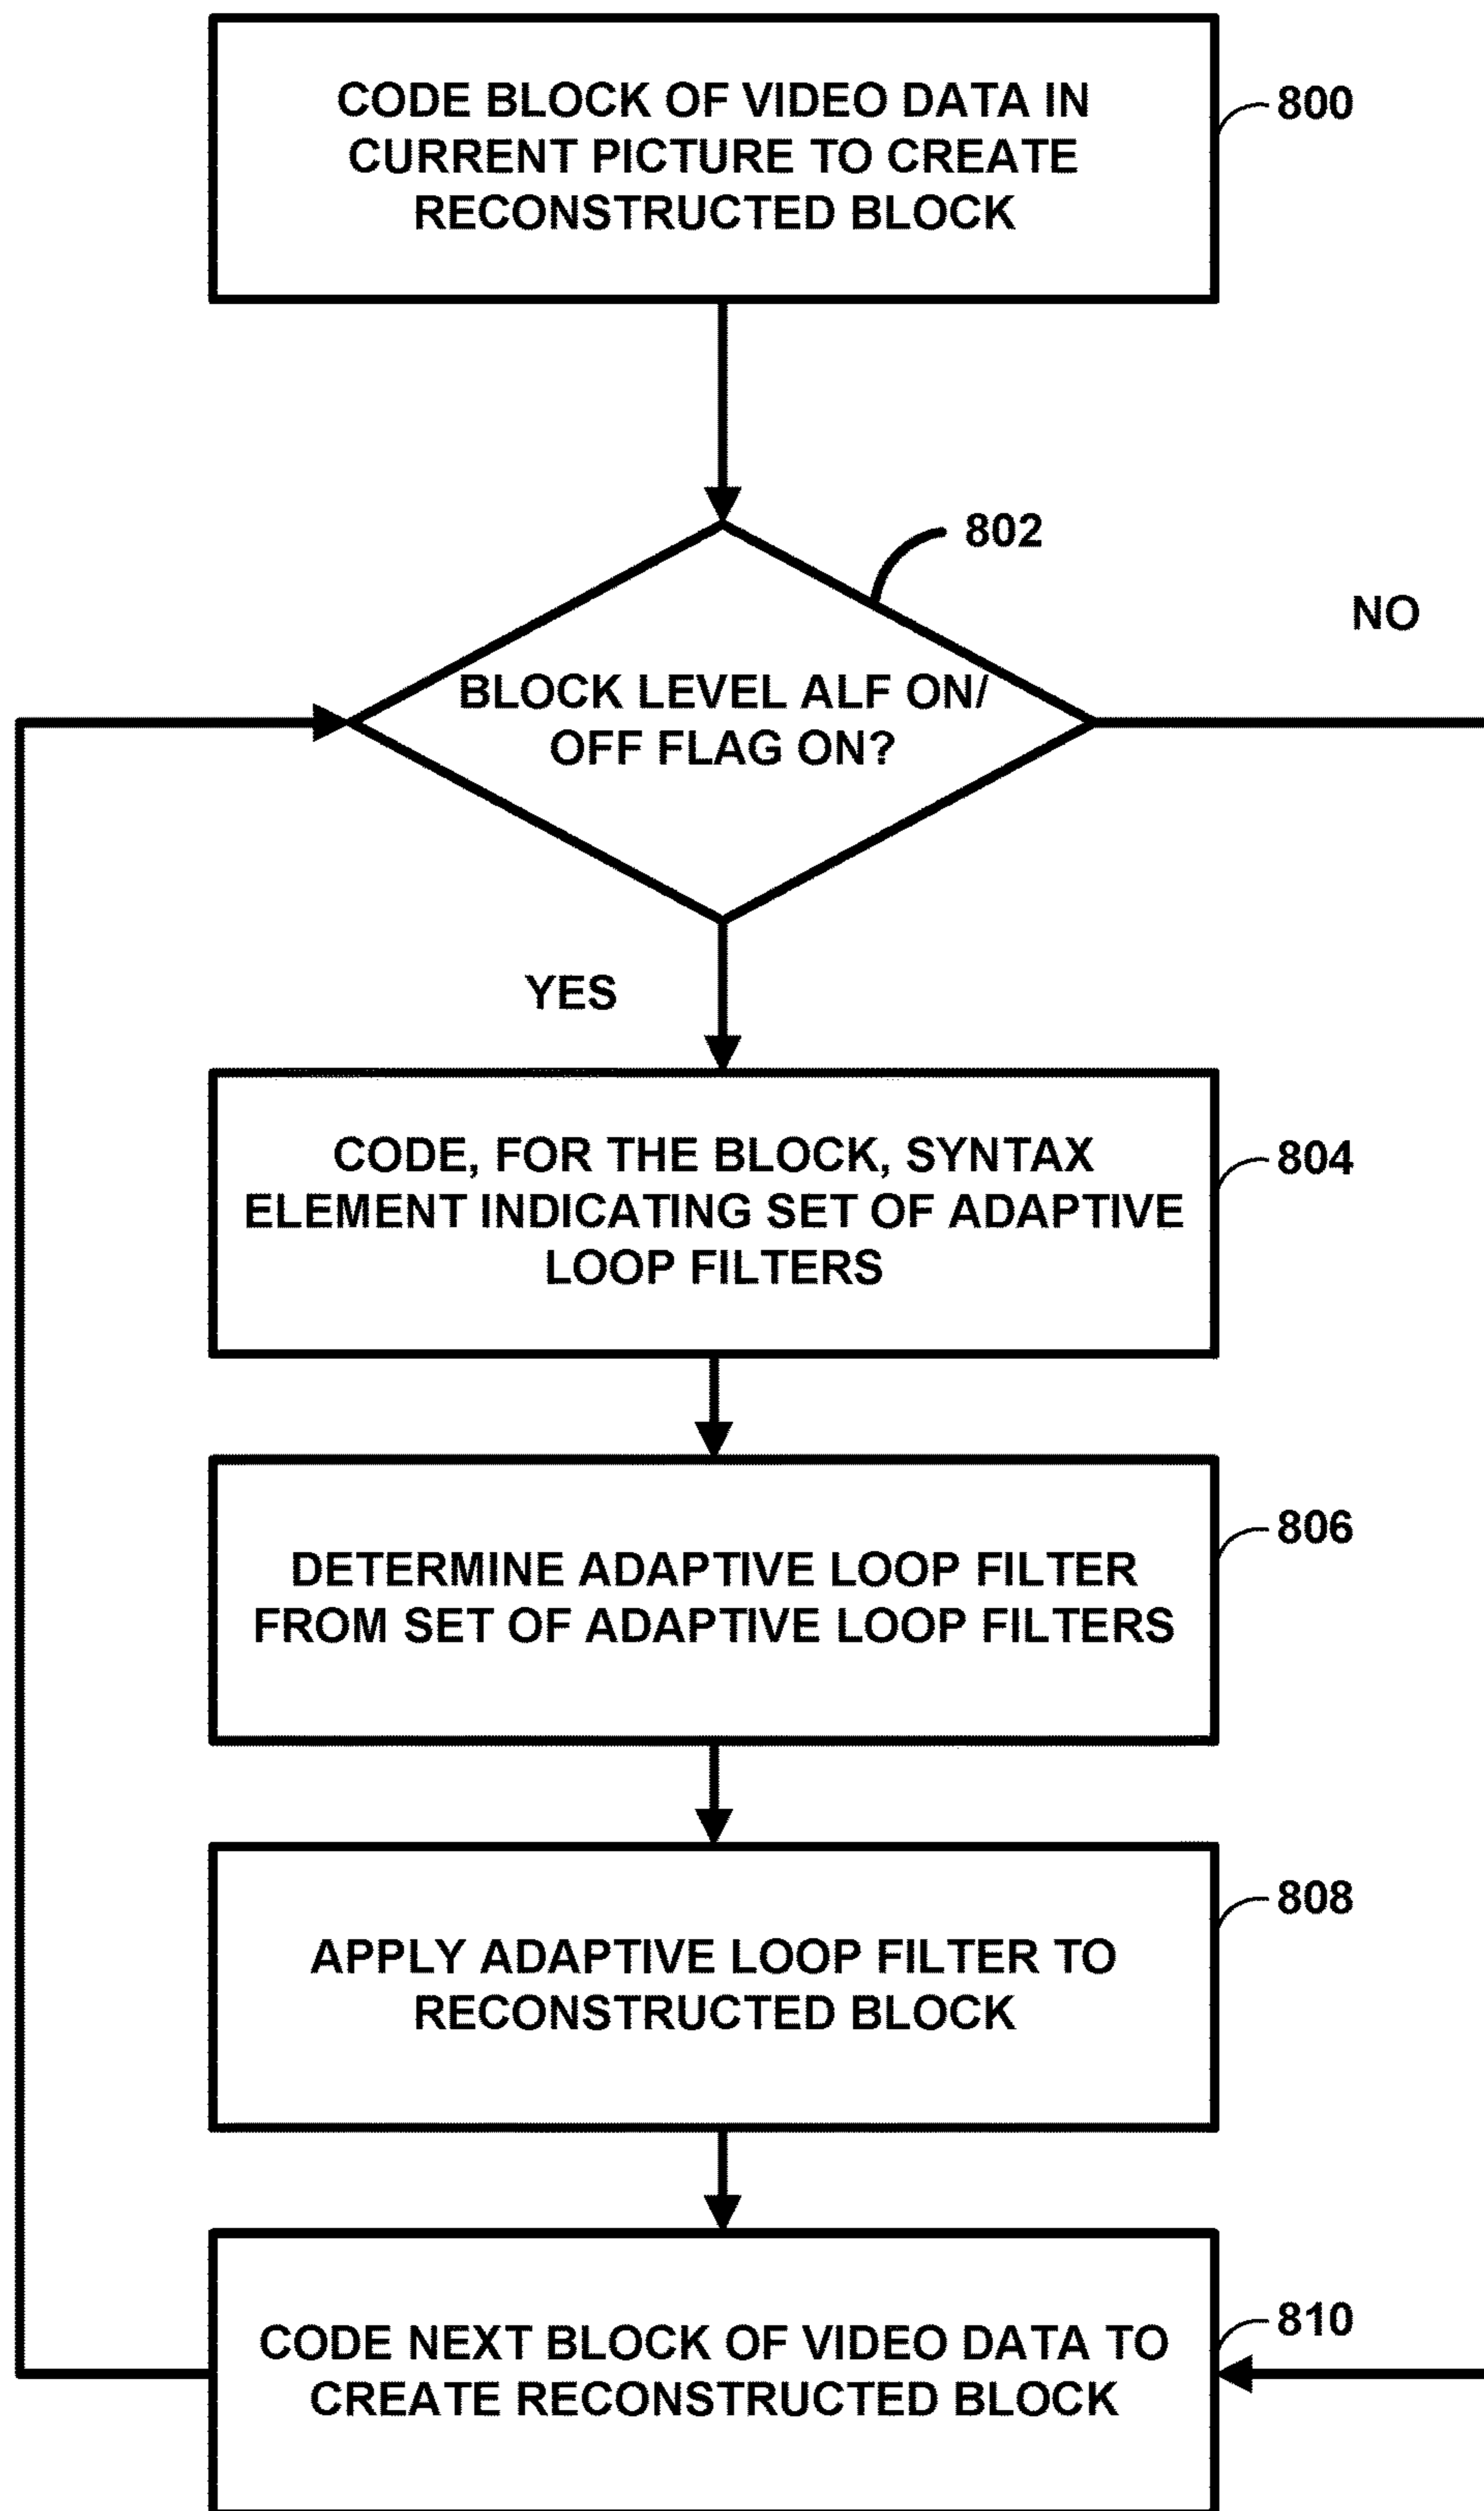 CODE BLOCK OF VIDEO DATA IN
CURRENT PICTURE TO CREATE
RECONSTRUCTED BLOCK
800
802
NO
BLOCK LEVEL ALF ON/
OFF FLAG ON?
YES
CODE, FOR THE BLOCK, SYNTAX
ELEMENT INDICATING SET OF ADAPTIVE
LOOP FILTERS
804
DETERMINE ADAPTIVE LOOP FILTER
FROM SET OF ADAPTIVE LOOP FILTERS
806
APPLY ADAPTIVE LOOP FILTER TO
RECONSTRUCTED BLOCK
808
CODE NEXT BLOCK OF VIDEO DATA TO
CREATE RECONSTRUCTED BLOCK
810